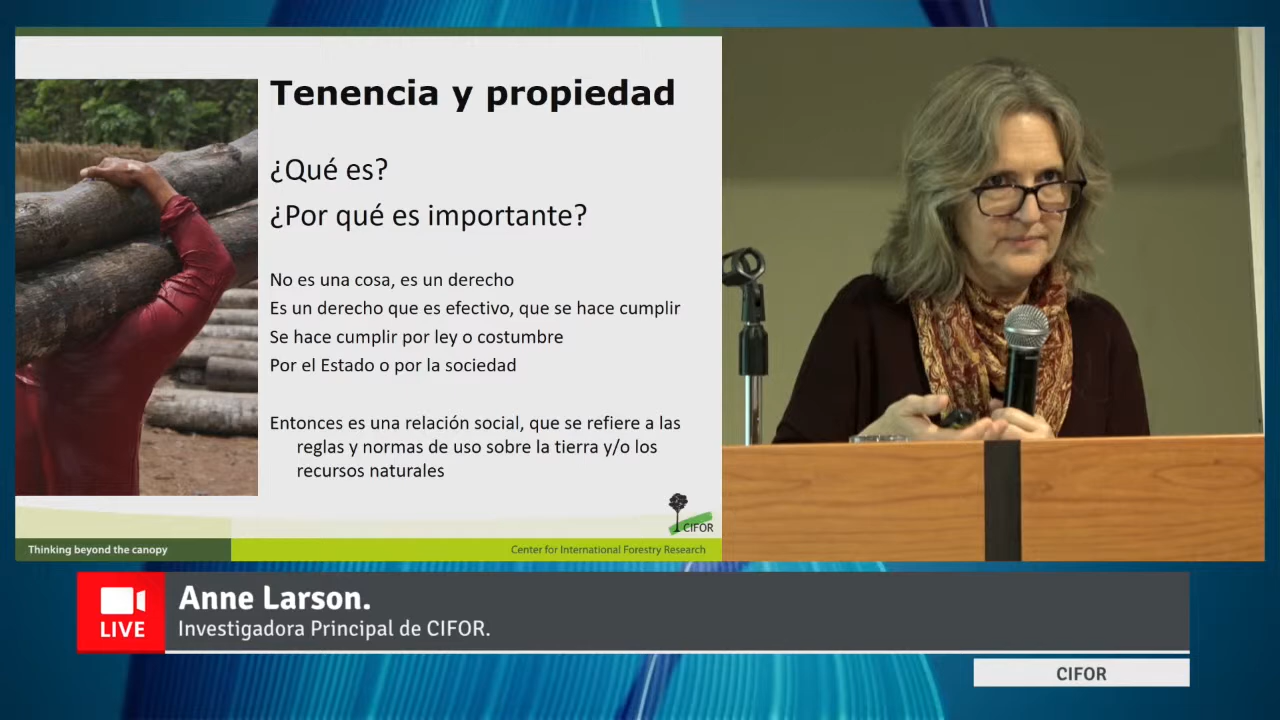 Tenencia y propiedad
¿Qué es?
¿Por qué es importante?
No es una cosa, es un derecho
Es un derecho que es efectivo, que se hace cumplir
Se hace cumplir por ley o costumbre
Por el Estado o por la sociedad
Entonces es una relación social, que se refiere a las
reglas y normas de uso sobre la tierra y/o los
recursos naturales
CIFOR
Thinking beyond the canopy
Center for International Forestry Research
LIVE
Anne Larson.
Investigadora Principal de CIFOR.
CIFOR